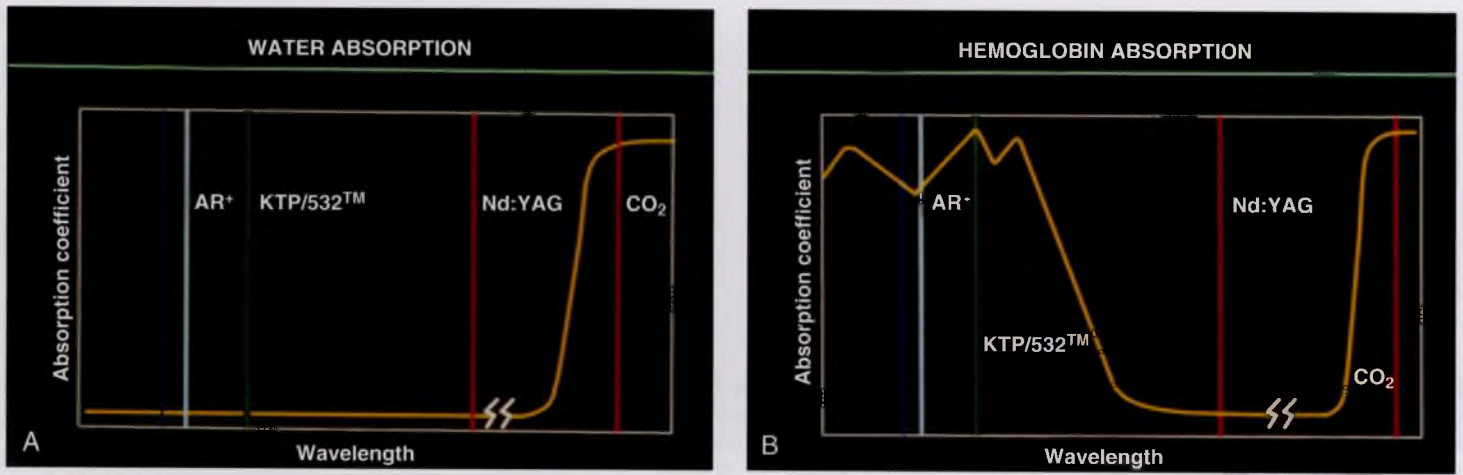 WATER ABSORPTION
Absorption coefficient
AR⁺
KTP/532™
Nd:YAG
CO₂
A
Wavelength
HEMOGLOBIN ABSORPTION
Absorption coefficient
AR⁺
Nd:YAG
KTP/532™
CO₂
B
Wavelength